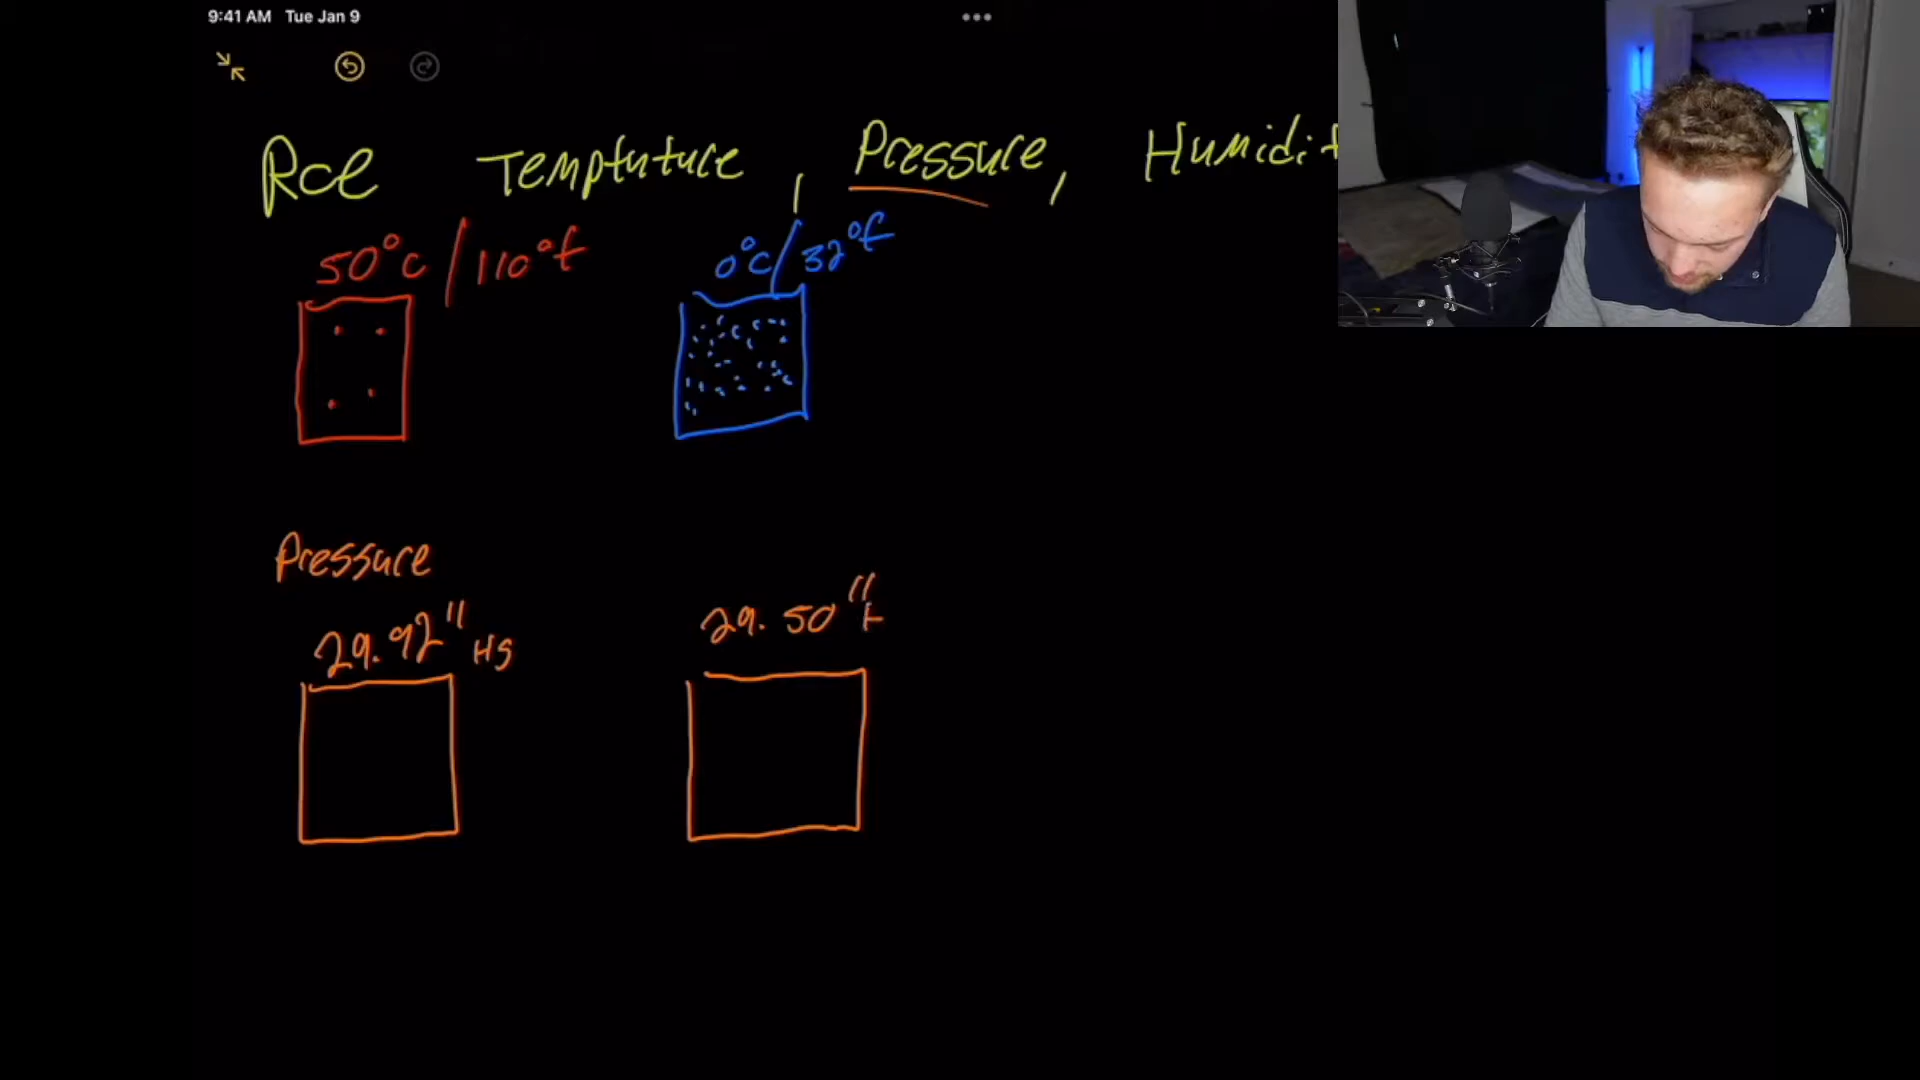 9:41 AM Tue Jan 9
Rce Temptuture, Pressure, Humidit
50°C / 110°f 0°C / 32°f
Pressure
29.92" Hg 29.50"